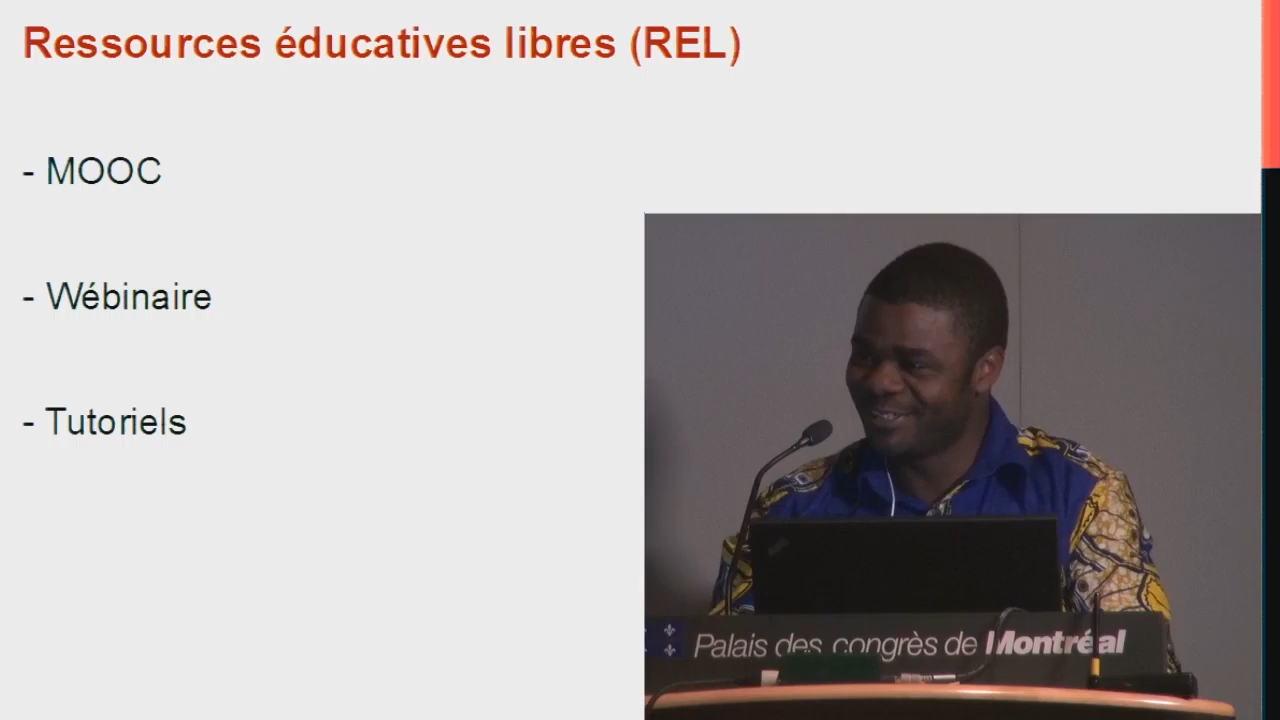 Ressources éducatives libres (REL)
- MOOC
- Wébinaire
- Tutoriels
Palais des congrès de Montréal